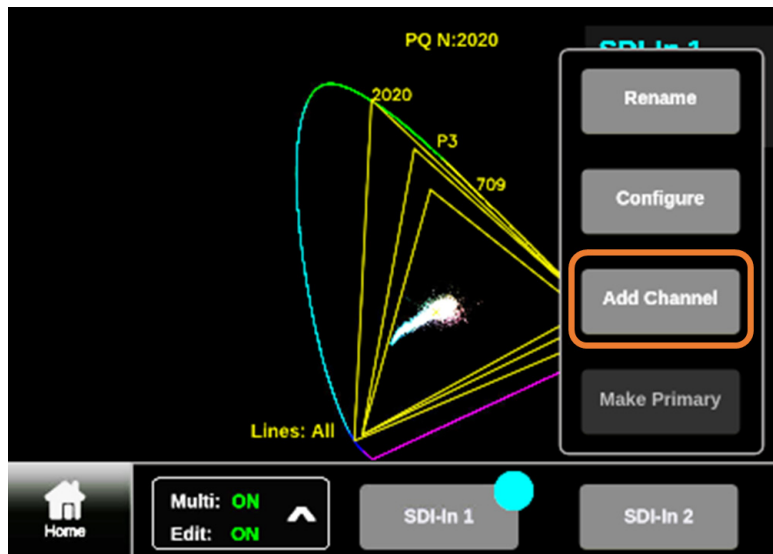 PQ N:2020
SDI-In 1
2020
P3
709
Rename
Configure
Add Channel
Make Primary
Lines: All
Home
Multi: ON
Edit: ON
SDI-In 1
SDI-In 2